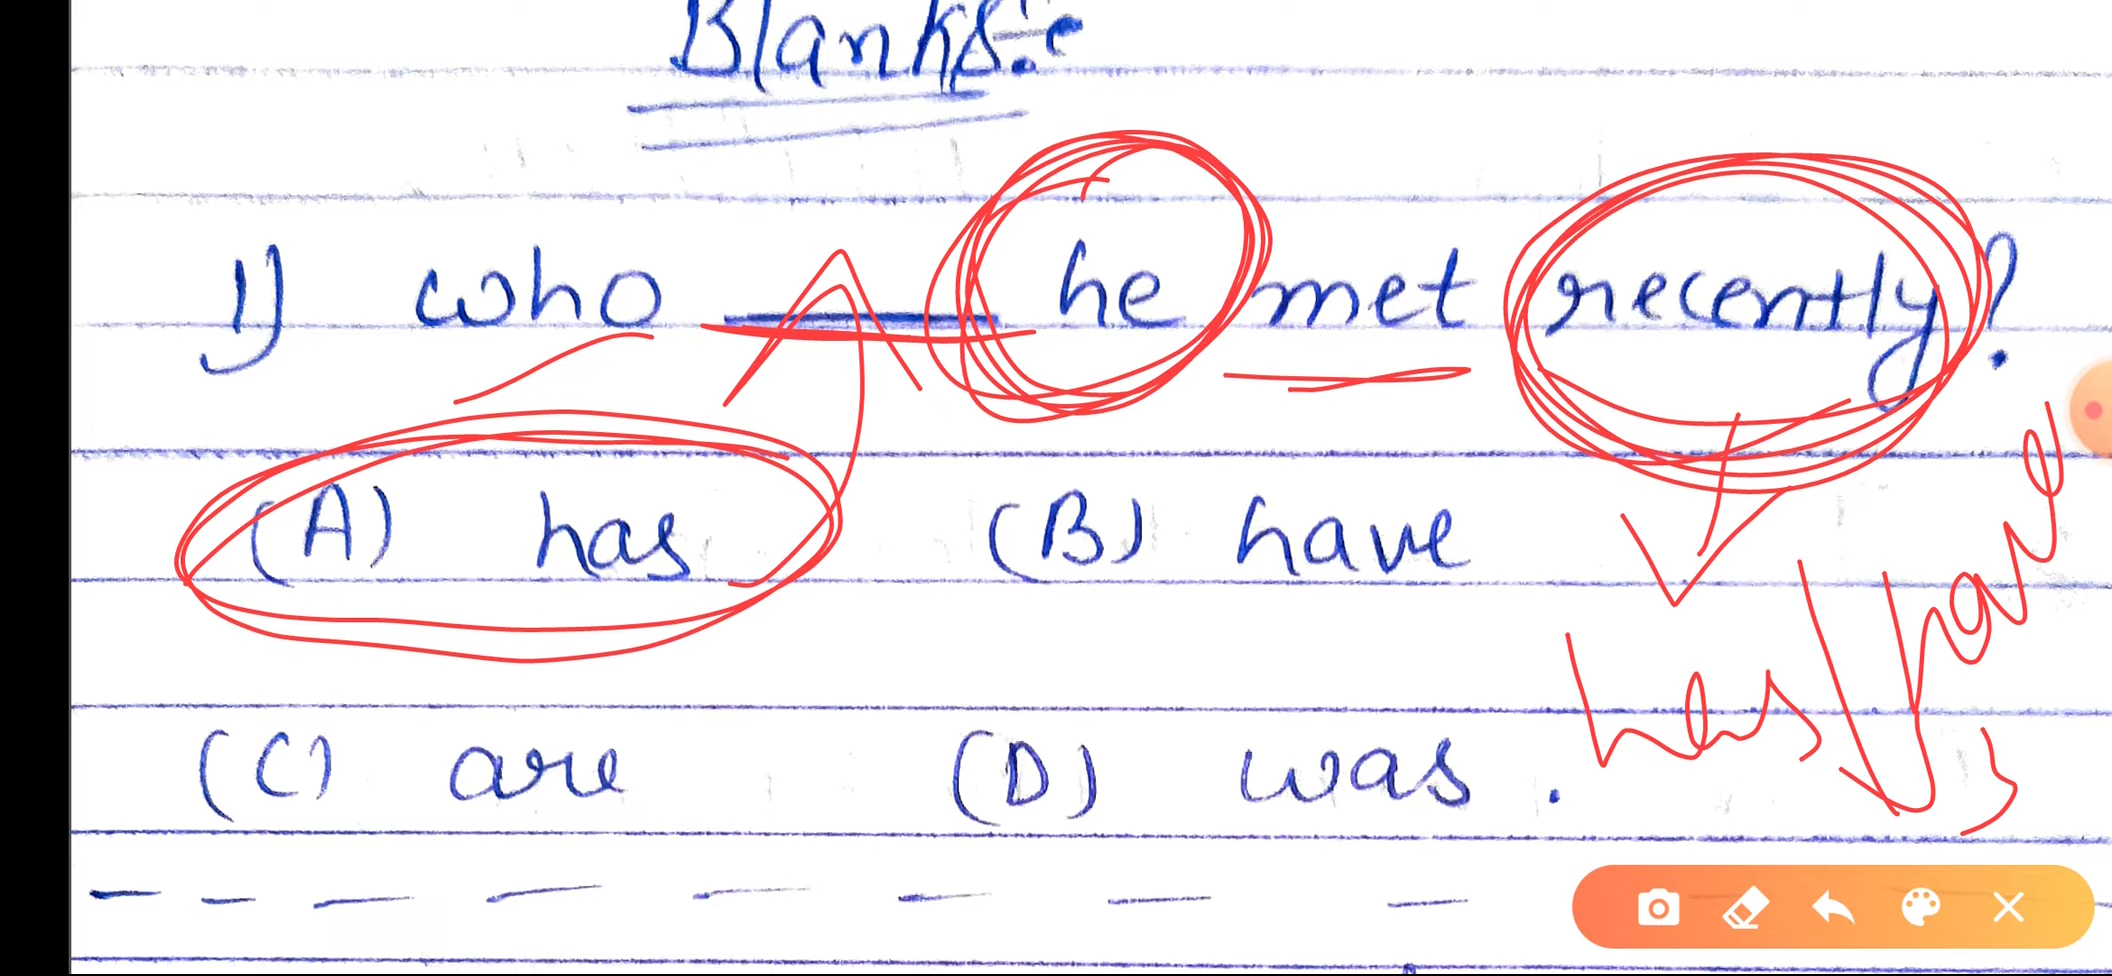 Blanks:-
1) who ____ he met recently?
(A) has (B) have
has/have
(C) are (D) was.